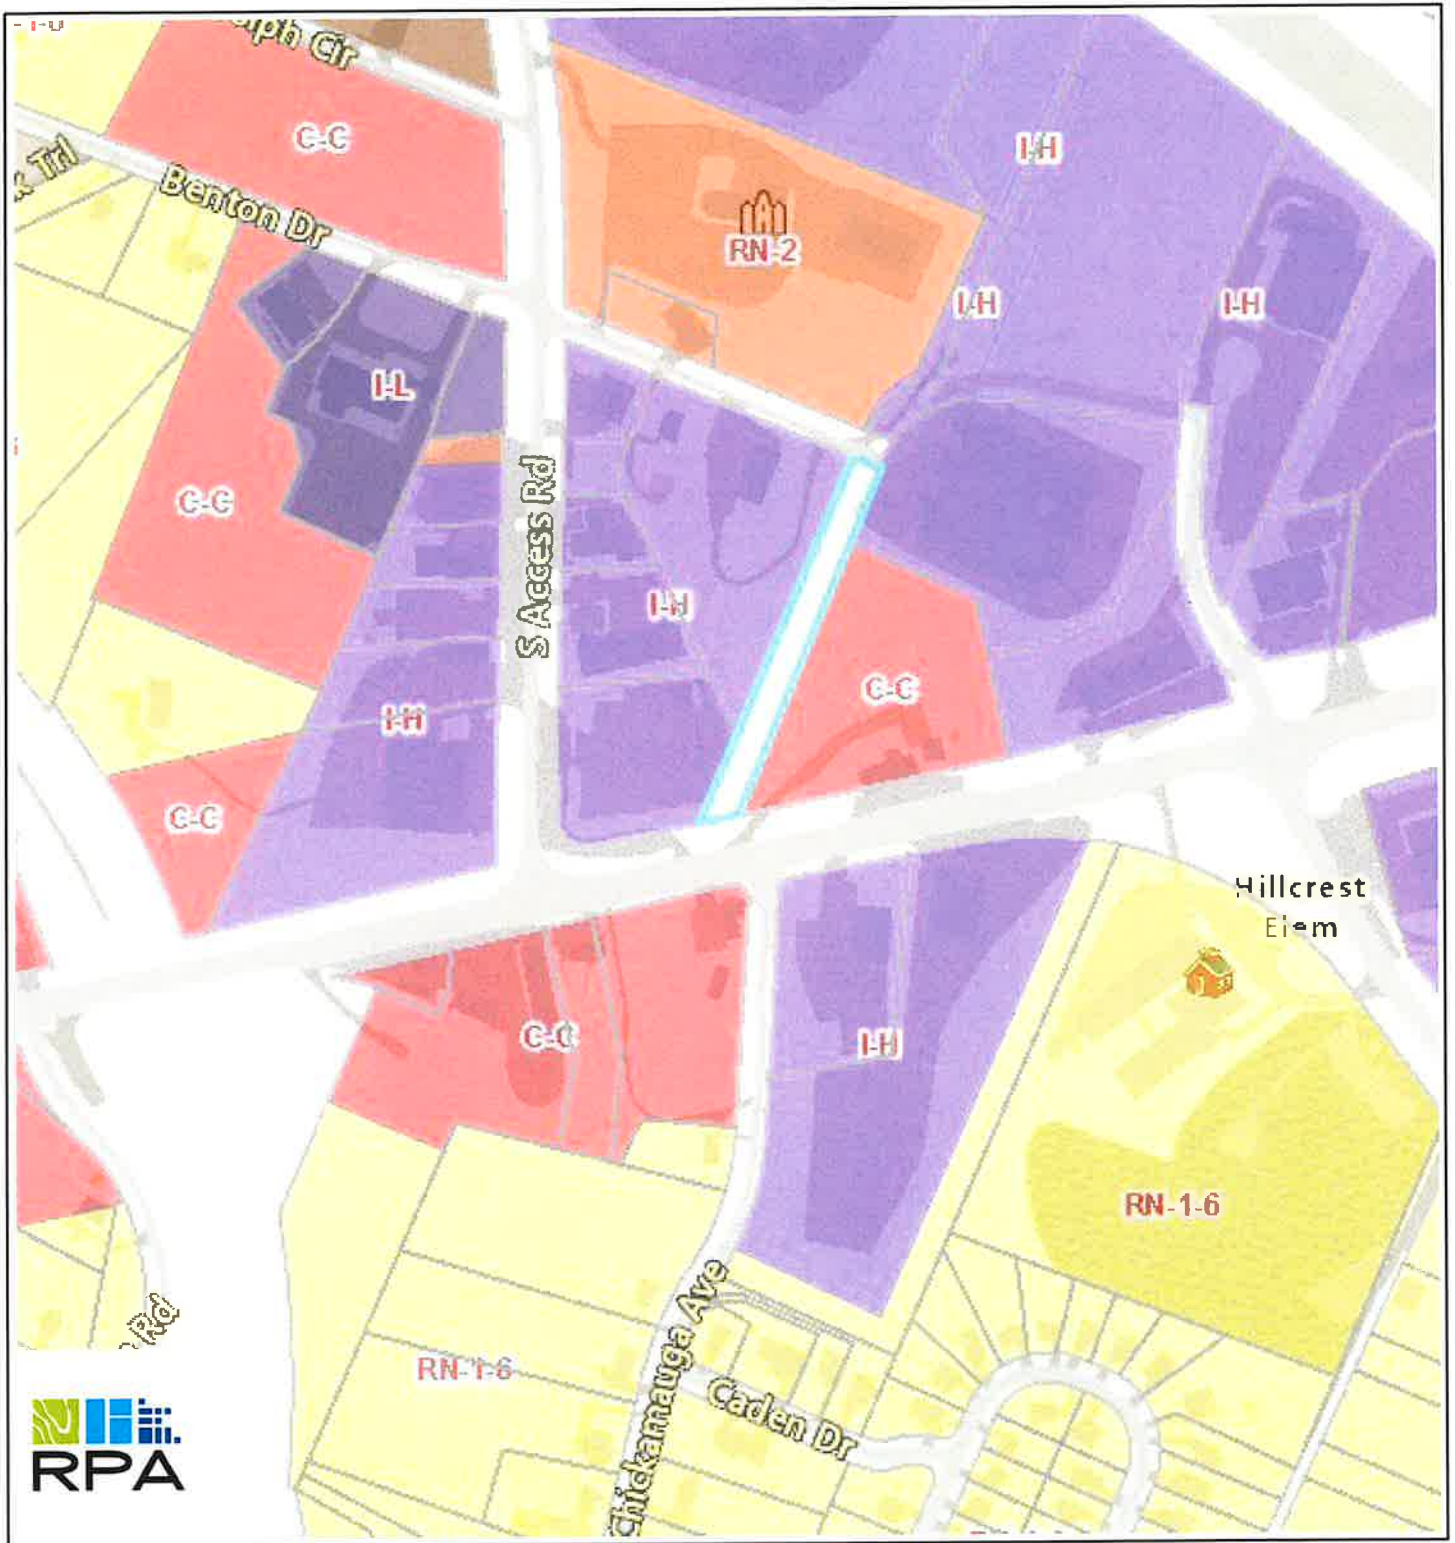 C-C
Benton Dr
I-H
RN-2
I-H
I-H
I-L
C-C
S Access Rd
I-H
C-C
I-H
C-C
Hillcrest
Elem
C-C
I-H
RN-1-6
Rd
RN-1-6
Chickamauga Ave
Caden Dr
RPA